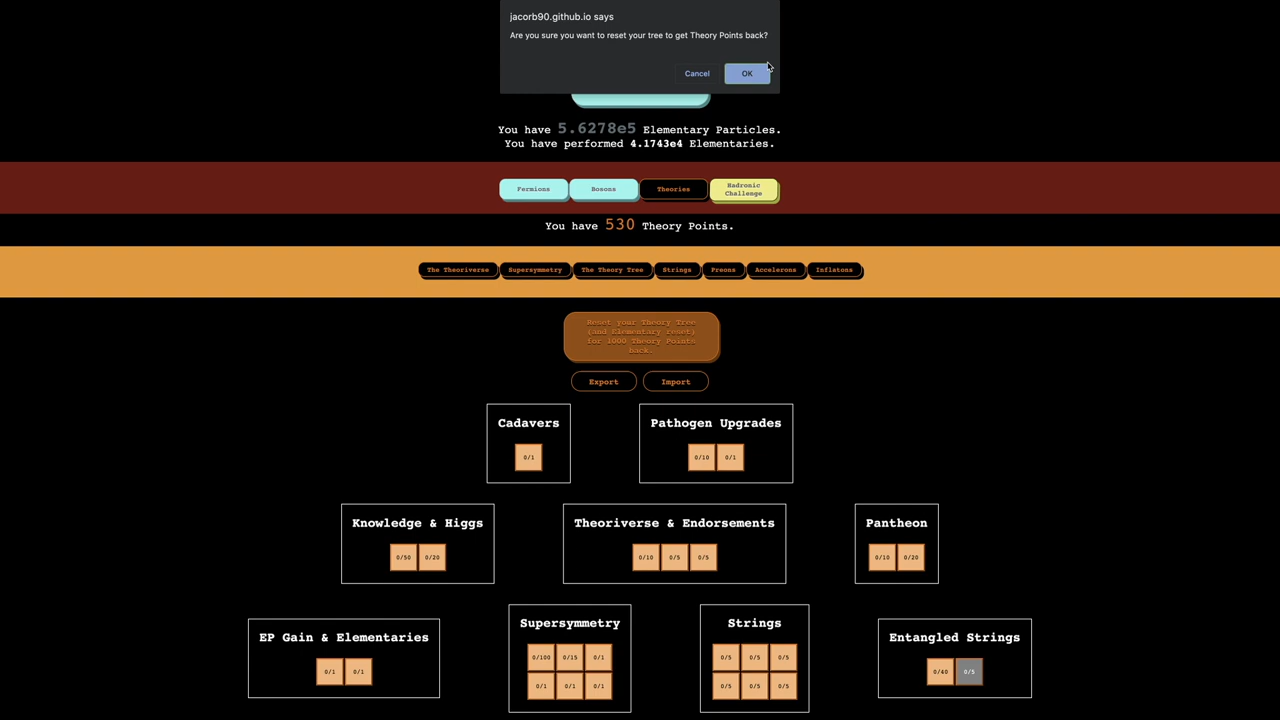 jacorb90.github.io says
Are you sure you want to reset your tree to get Theory Points back?
Cancel
OK
You have 5.6278e5 Elementary Particles.
You have performed 4.1743e4 Elementaries.
Fermions
Bosons
Theories
Hadronic
Challenge
You have 530 Theory Points.
The Theoriverse
Supersymmetry
The Theory Tree
Strings
Preons
Accelerons
Inflatons
Reset your Theory Tree
(and Elementary reset)
for 1000 Theory Points
back.
Export
Import
Cadavers
0/1
Pathogen Upgrades
0/10 0/1
Knowledge & Higgs
0/50 0/20
Theoriverse & Endorsements
0/10 0/5 0/5
Pantheon
0/10 0/20
EP Gain & Elementaries
0/1 0/1
Supersymmetry
0/100 0/15 0/1
0/1 0/1 0/1
Strings
0/5 0/5 0/5
0/5 0/5 0/5
Entangled Strings
0/40 0/5